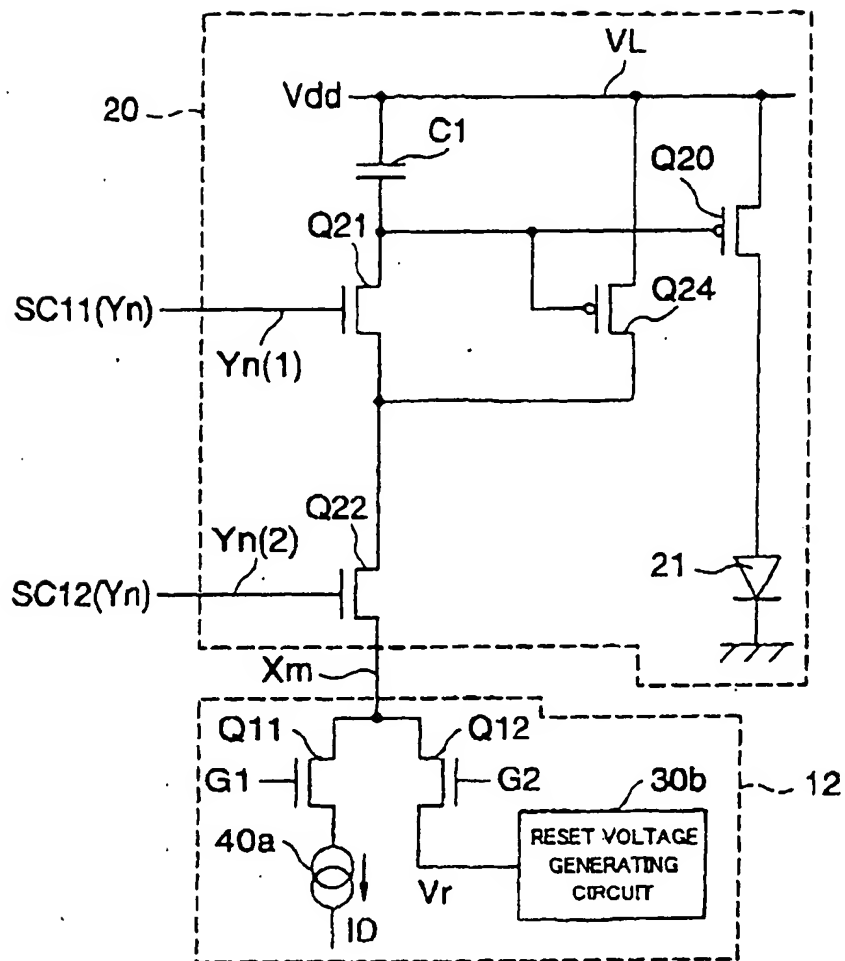 VL
20
Vdd
C1
Q20
Q21
SC11(Yn)
Q24
Yn(1)
Q22
Yn(2)
21
SC12(Yn)
Xm
Q11
Q12
G1
G2
30b
12
40a
RESET VOLTAGE
GENERATING
CIRCUIT
Vr
ID